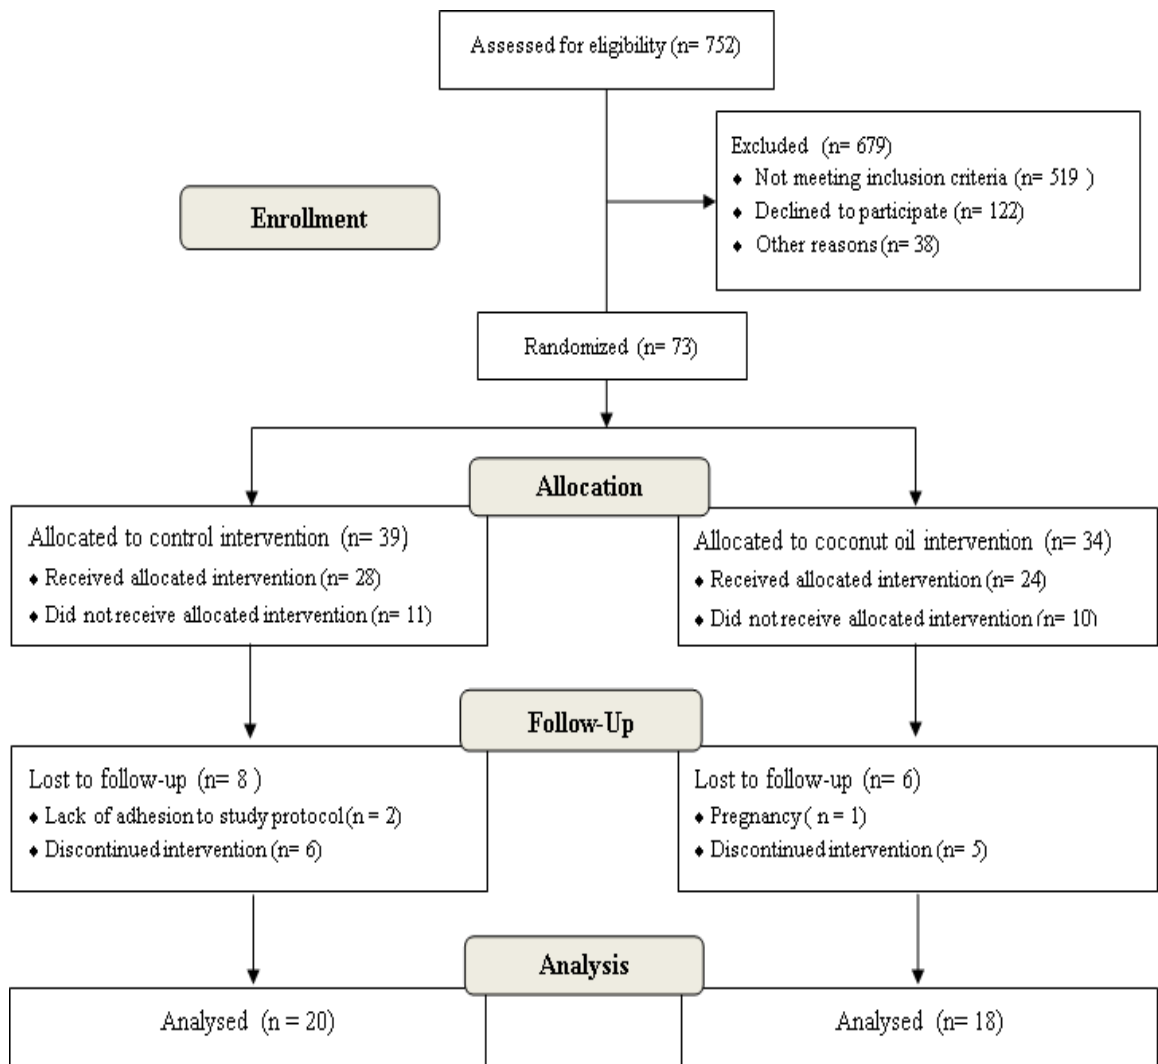 Assessed for eligibility (n= 752)
Excluded (n= 679)
♦ Not meeting inclusion criteria (n= 519 )
♦ Declined to participate (n= 122)
♦ Other reasons (n= 38)
Enrollment
Randomized (n= 73)
Allocation
Allocated to control intervention (n= 39)
♦ Received allocated intervention (n= 28)
♦ Did not receive allocated intervention (n= 11)
Allocated to coconut oil intervention (n= 34)
♦ Received allocated intervention (n= 24)
♦ Did not receive allocated intervention (n= 10)
Follow-Up
Lost to follow-up (n= 8 )
♦ Lack of adhesion to study protocol (n = 2)
♦ Discontinued intervention (n= 6)
Lost to follow-up (n= 6)
♦ Pregnancy ( n = 1)
♦ Discontinued intervention (n= 5)
Analysis
Analysed (n = 20)
Analysed (n= 18)